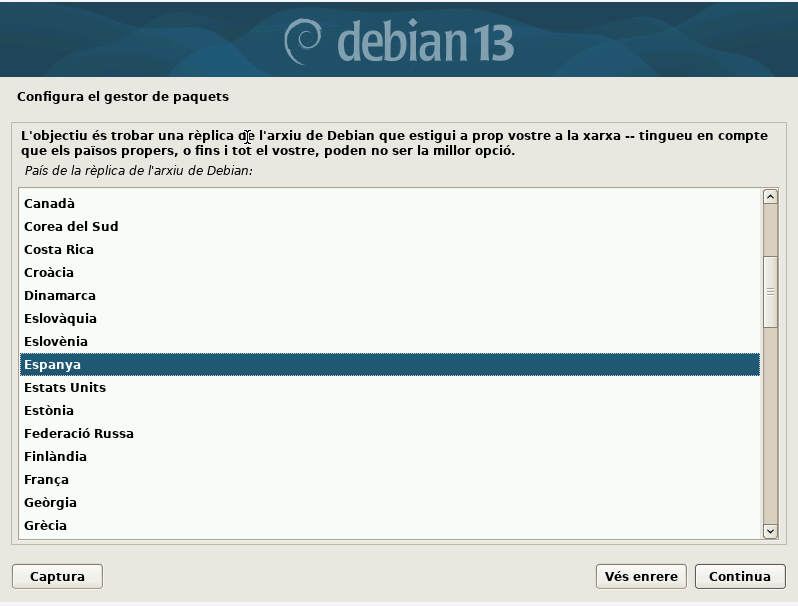 debian 13
Configura el gestor de paquets
L'objectiu és trobar una rèplica de l'arxiu de Debian que estigui a prop vostre a la xarxa -- tingueu en compte
que els països propers, o fins i tot el vostre, poden no ser la millor opció.
País de la rèplica de l'arxiu de Debian:
Canadà
Corea del Sud
Costa Rica
Croàcia
Dinamarca
Eslovàquia
Eslovènia
Espanya
Estats Units
Estònia
Federació Russa
Finlàndia
França
Geòrgia
Grècia
Captura
Vés enrere
Continua